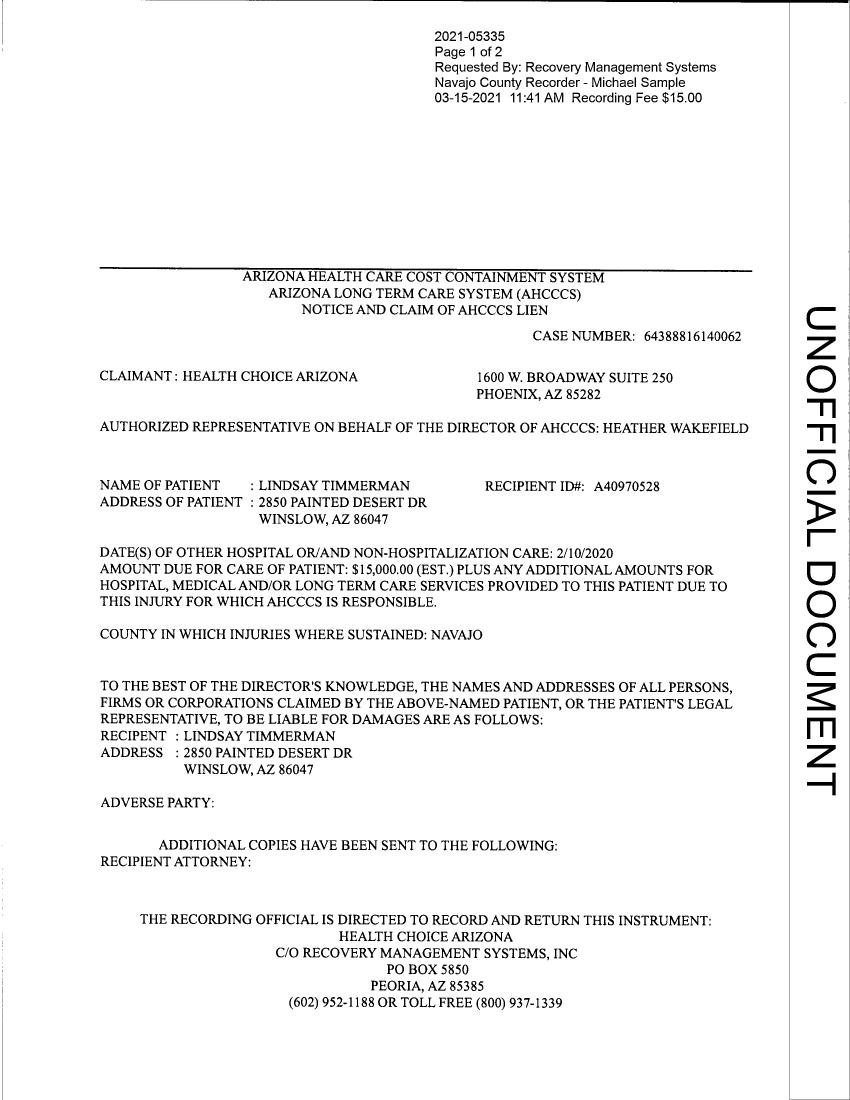 2021-05335
Page 1 of 2
Requested By: Recovery Management Systems
Navajo County Recorder - Michael Sample
03-15-2021 11:41 AM Recording Fee $15.00
ARIZONA HEALTH CARE COST CONTAINMENT SYSTEM
ARIZONA LONG TERM CARE SYSTEM (AHCCCS)
NOTICE AND CLAIM OF AHCCCS LIEN
CASE NUMBER: 64388816140062
CLAIMANT : HEALTH CHOICE ARIZONA 1600 W. BROADWAY SUITE 250
PHOENIX, AZ 85282
AUTHORIZED REPRESENTATIVE ON BEHALF OF THE DIRECTOR OF AHCCCS: HEATHER WAKEFIELD
NAME OF PATIENT : LINDSAY TIMMERMAN RECIPIENT ID#: A40970528
ADDRESS OF PATIENT : 2850 PAINTED DESERT DR
WINSLOW, AZ 86047
DATE(S) OF OTHER HOSPITAL OR/AND NON-HOSPITALIZATION CARE: 2/10/2020
AMOUNT DUE FOR CARE OF PATIENT: $15,000.00 (EST.) PLUS ANY ADDITIONAL AMOUNTS FOR
HOSPITAL, MEDICAL AND/OR LONG TERM CARE SERVICES PROVIDED TO THIS PATIENT DUE TO
THIS INJURY FOR WHICH AHCCCS IS RESPONSIBLE.
COUNTY IN WHICH INJURIES WHERE SUSTAINED: NAVAJO
TO THE BEST OF THE DIRECTOR'S KNOWLEDGE, THE NAMES AND ADDRESSES OF ALL PERSONS,
FIRMS OR CORPORATIONS CLAIMED BY THE ABOVE-NAMED PATIENT, OR THE PATIENT'S LEGAL
REPRESENTATIVE, TO BE LIABLE FOR DAMAGES ARE AS FOLLOWS:
RECIPENT : LINDSAY TIMMERMAN
ADDRESS : 2850 PAINTED DESERT DR
WINSLOW, AZ 86047
ADVERSE PARTY:
ADDITIONAL COPIES HAVE BEEN SENT TO THE FOLLOWING:
RECIPIENT ATTORNEY:
THE RECORDING OFFICIAL IS DIRECTED TO RECORD AND RETURN THIS INSTRUMENT:
HEALTH CHOICE ARIZONA
C/O RECOVERY MANAGEMENT SYSTEMS, INC
PO BOX 5850
PEORIA, AZ 85385
(602) 952-1188 OR TOLL FREE (800) 937-1339
UNOFFICIAL DOCUMENT